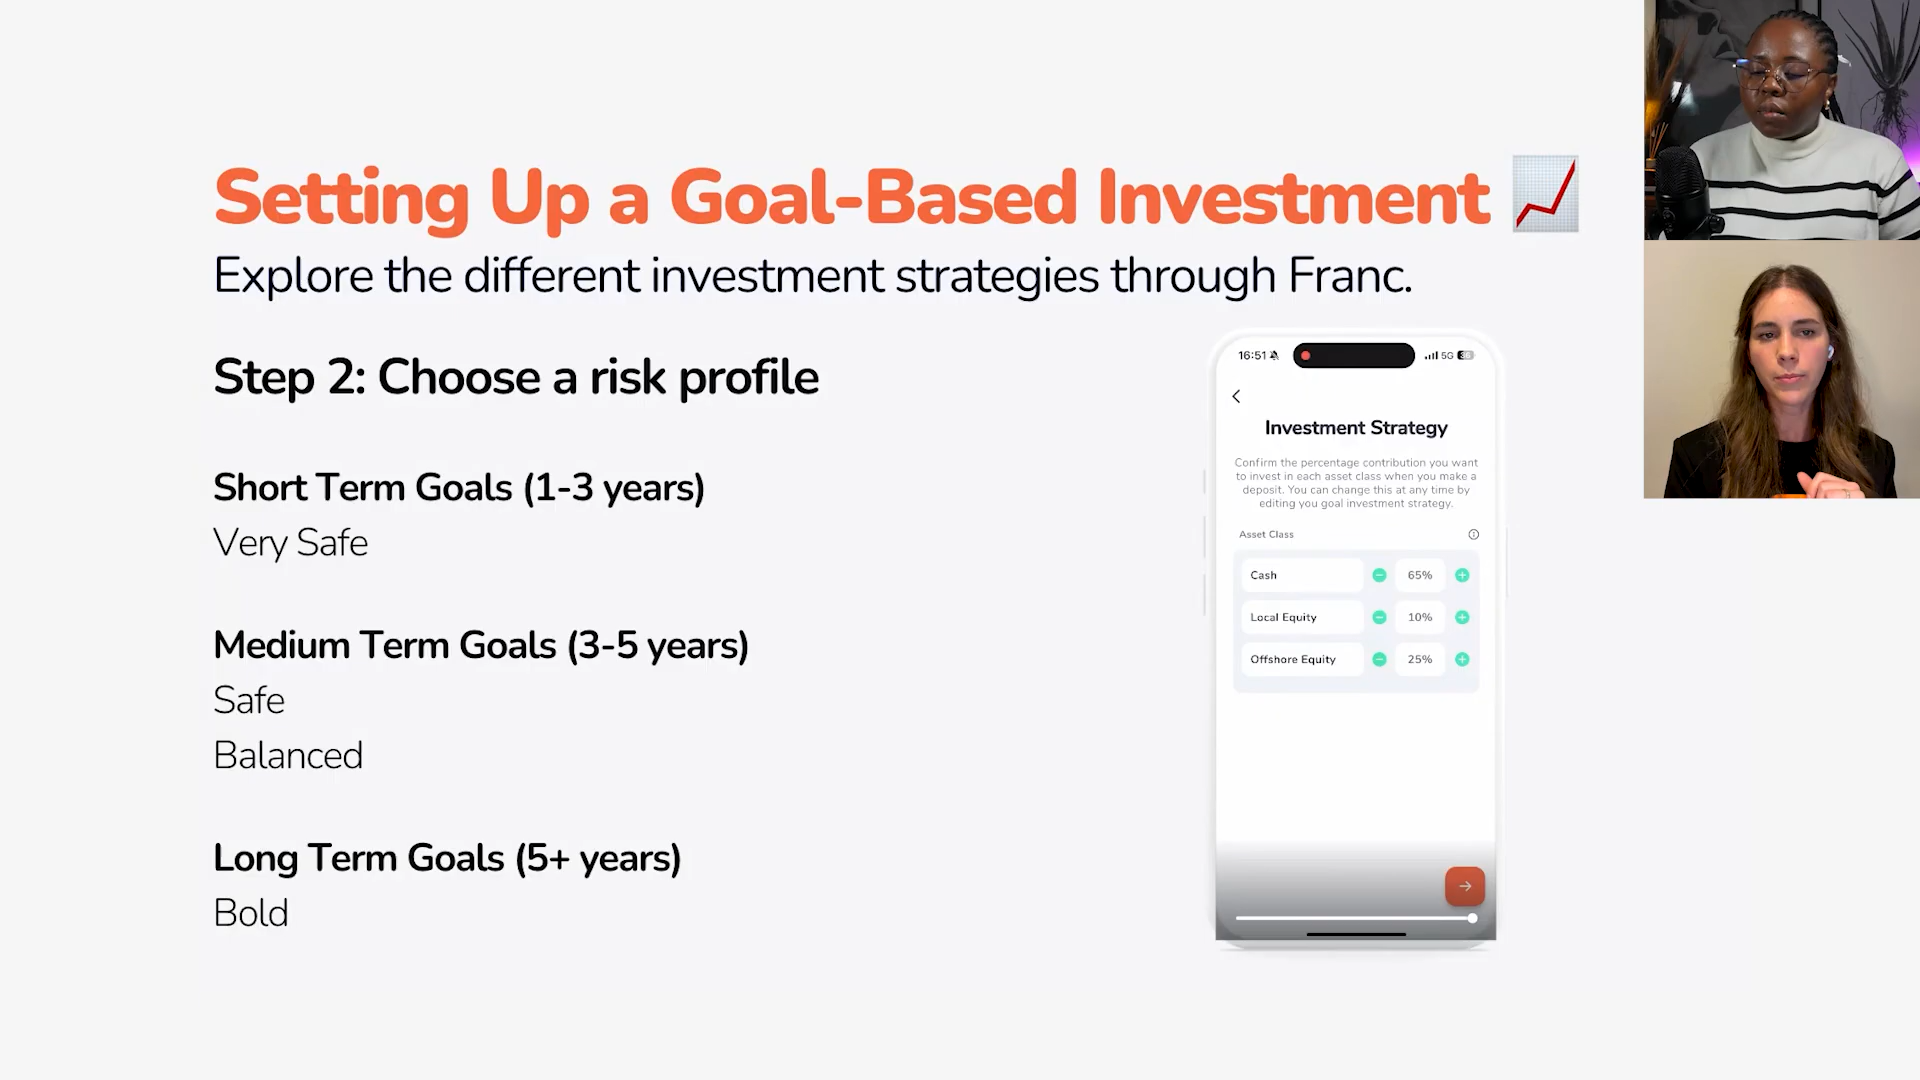 Setting Up a Goal-Based Investment
Explore the different investment strategies through Franc.
Step 2: Choose a risk profile
Short Term Goals (1-3 years)
Very Safe
Medium Term Goals (3-5 years)
Safe
Balanced
Long Term Goals (5+ years)
Bold
16:51 5G
Investment Strategy
Confirm the percentage contribution you want
to invest in each asset class when you make a
deposit. You can change this at any time by
editing you goal investment strategy.
Asset Class
Cash 65%
Local Equity 10%
Offshore Equity 25%